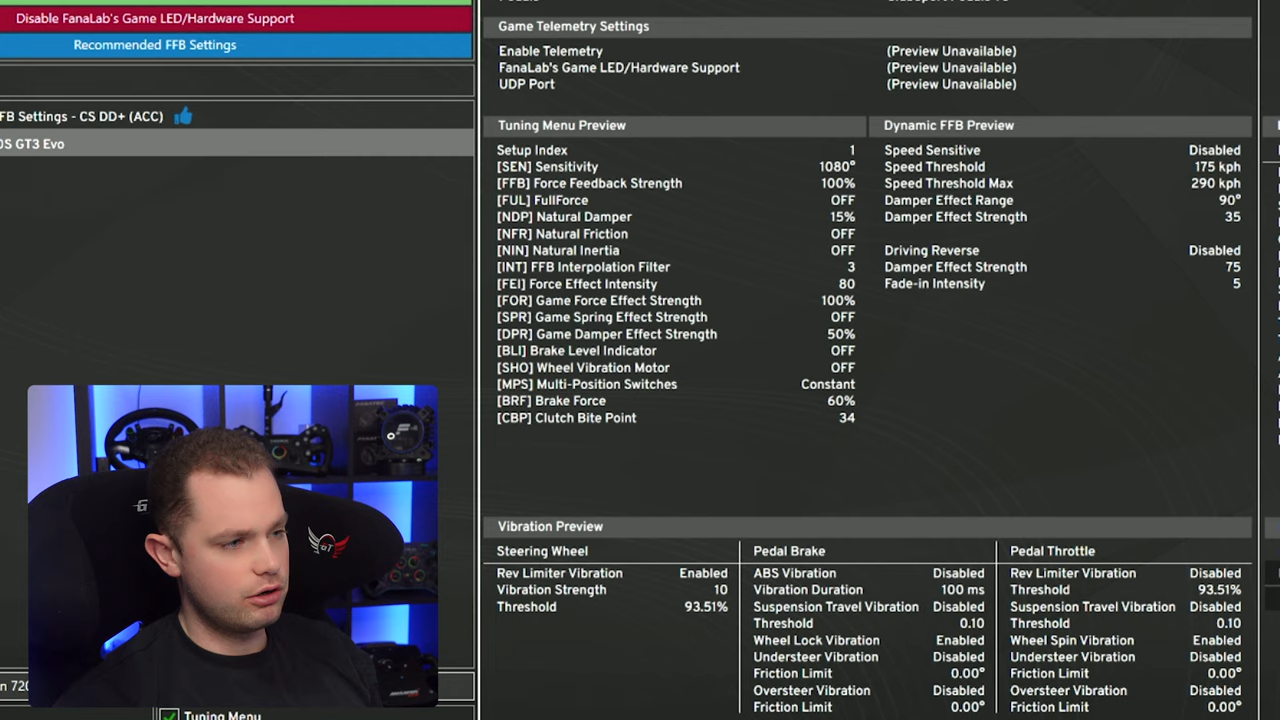 Disable FanaLab's Game LED/Hardware Support
Recommended FFB Settings
FB Settings - CS DD+ (ACC)
OS GT3 Evo
Game Telemetry Settings
Enable Telemetry (Preview Unavailable)
FanaLab's Game LED/Hardware Support (Preview Unavailable)
UDP Port (Preview Unavailable)
Tuning Menu Preview
Setup Index 1
[SEN] Sensitivity 1080°
[FFB] Force Feedback Strength 100%
[FUL] FullForce OFF
[NDP] Natural Damper 15%
[NFR] Natural Friction OFF
[NIN] Natural Inertia OFF
[INT] FFB Interpolation Filter 3
[FEI] Force Effect Intensity 80
[FOR] Game Force Effect Strength 100%
[SPR] Game Spring Effect Strength OFF
[DPR] Game Damper Effect Strength 50%
[BLI] Brake Level Indicator OFF
[SHO] Wheel Vibration Motor OFF
[MPS] Multi-Position Switches Constant
[BRF] Brake Force 60%
[CBP] Clutch Bite Point 34
Dynamic FFB Preview
Speed Sensitive Disabled
Speed Threshold 175 kph
Speed Threshold Max 290 kph
Damper Effect Range 90°
Damper Effect Strength 35
Driving Reverse Disabled
Damper Effect Strength 75
Fade-in Intensity 5
Vibration Preview
Steering Wheel
Rev Limiter Vibration Enabled
Vibration Strength 10
Threshold 93.51%
Pedal Brake
ABS Vibration Disabled
Vibration Duration 100 ms
Suspension Travel Vibration Disabled
Threshold 0.10
Wheel Lock Vibration Enabled
Understeer Vibration Disabled
Friction Limit 0.00°
Oversteer Vibration Disabled
Friction Limit 0.00°
Pedal Throttle
Rev Limiter Vibration Disabled
Threshold 93.51%
Suspension Travel Vibration Disabled
Threshold 0.10
Wheel Spin Vibration Enabled
Understeer Vibration Disabled
Friction Limit 0.00°
Oversteer Vibration Disabled
Friction Limit 0.00°
n 720
Tuning Menu